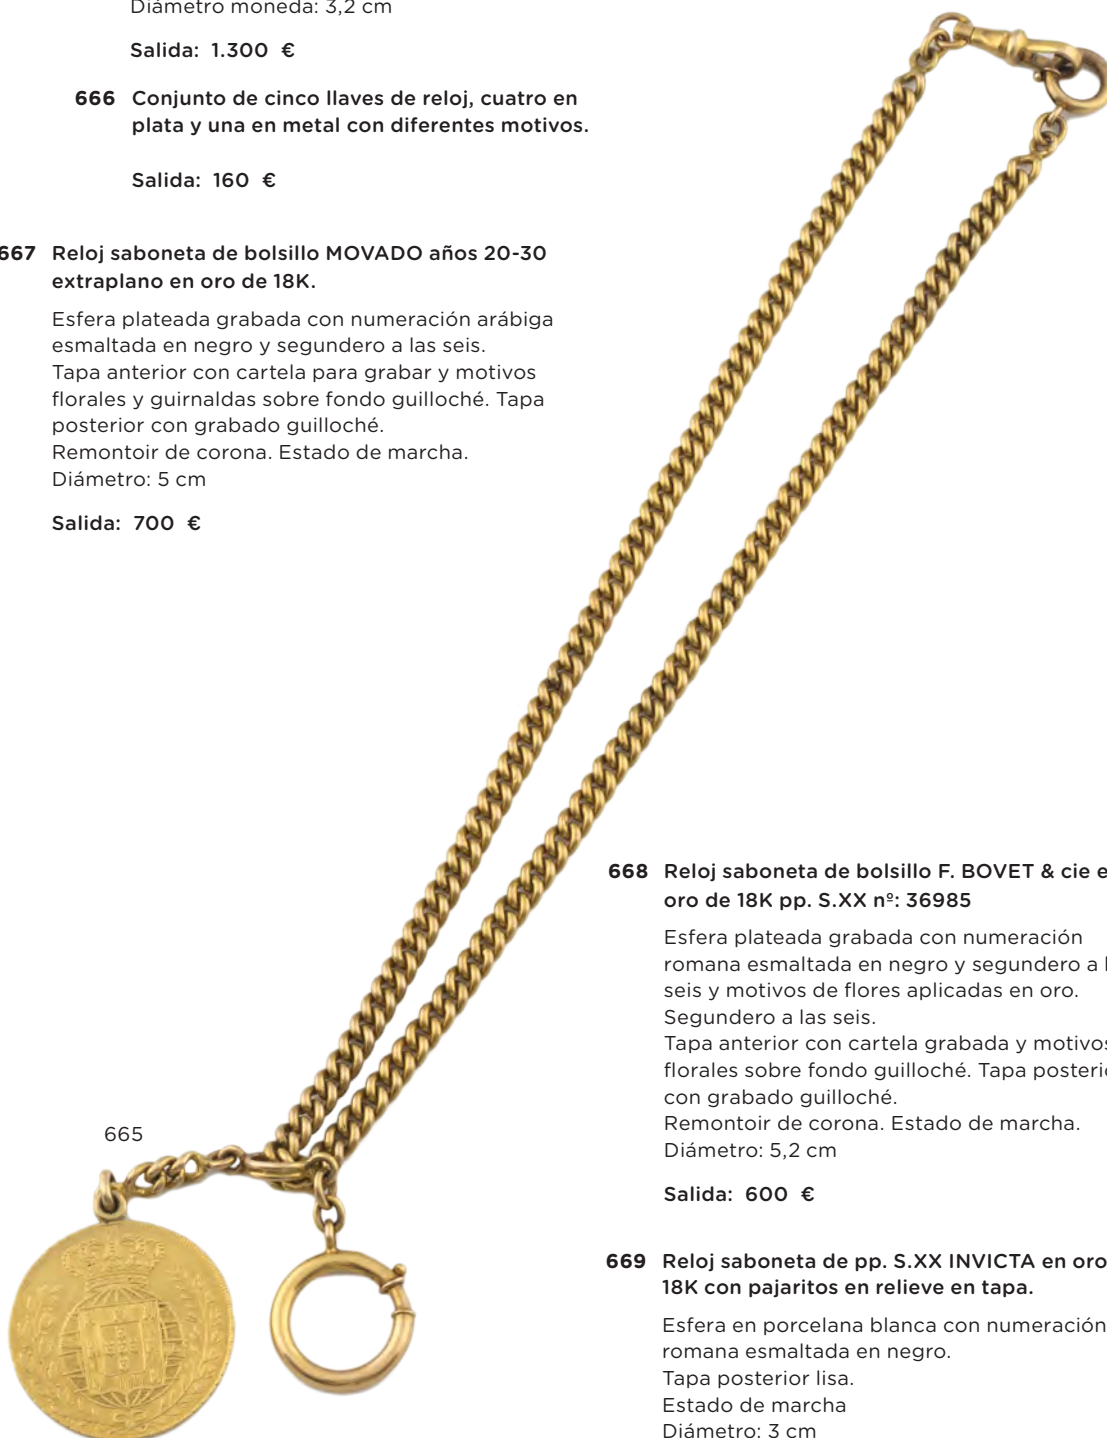 Diámetro moneda: 3,2 cm
Salida: 1.300 €
666 Conjunto de cinco llaves de reloj, cuatro en
plata y una en metal con diferentes motivos.
Salida: 160 €
667 Reloj saboneta de bolsillo MOVADO años 20-30
extraplano en oro de 18K.
Esfera plateada grabada con numeración arábiga
esmaltada en negro y segundero a las seis.
Tapa anterior con cartela para grabar y motivos
florales y guirnaldas sobre fondo guilloché. Tapa
posterior con grabado guilloché.
Remontoir de corona. Estado de marcha.
Diámetro: 5 cm
Salida: 700 €
668 Reloj saboneta de bolsillo F. BOVET & cie
oro de 18K pp. S.XX nº: 36985
Esfera plateada grabada con numeración
romana esmaltada en negro y segundero a
seis y motivos de flores aplicadas en oro.
Segundero a las seis.
Tapa anterior con cartela grabada y motivos
florales sobre fondo guilloché. Tapa
con grabado guilloché.
Remontoir de corona. Estado de marcha.
Diámetro: 5,2 cm
Salida: 600 €
669 Reloj saboneta de pp. S.XX INVICTA en oro
18K con pajaritos en relieve en tapa.
Esfera en porcelana blanca con numeración
romana esmaltada en negro.
Tapa posterior lisa.
Estado de marcha
Diámetro: 3 cm
665